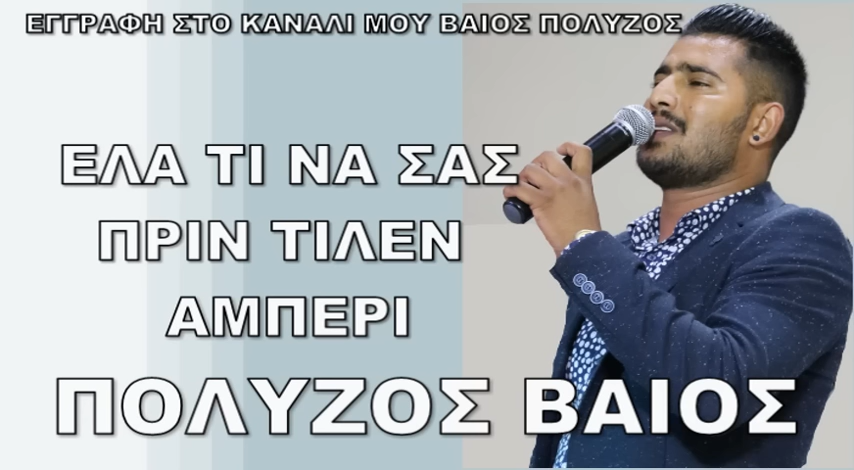 ΕΓΓΡΑΦΗ ΣΤΟ ΚΑΝΑΛΙ ΜΟΥ ΒΑΙΟΣ ΠΟΛΥΖΟΣ
ΕΛΑ ΤΙ ΝΑ ΣΑΣ
ΠΡΙΝ ΤΙΛΕΝ
ΑΜΠΕΡΙ
ΠΟΛΥΖΟΣ ΒΑΙΟΣ